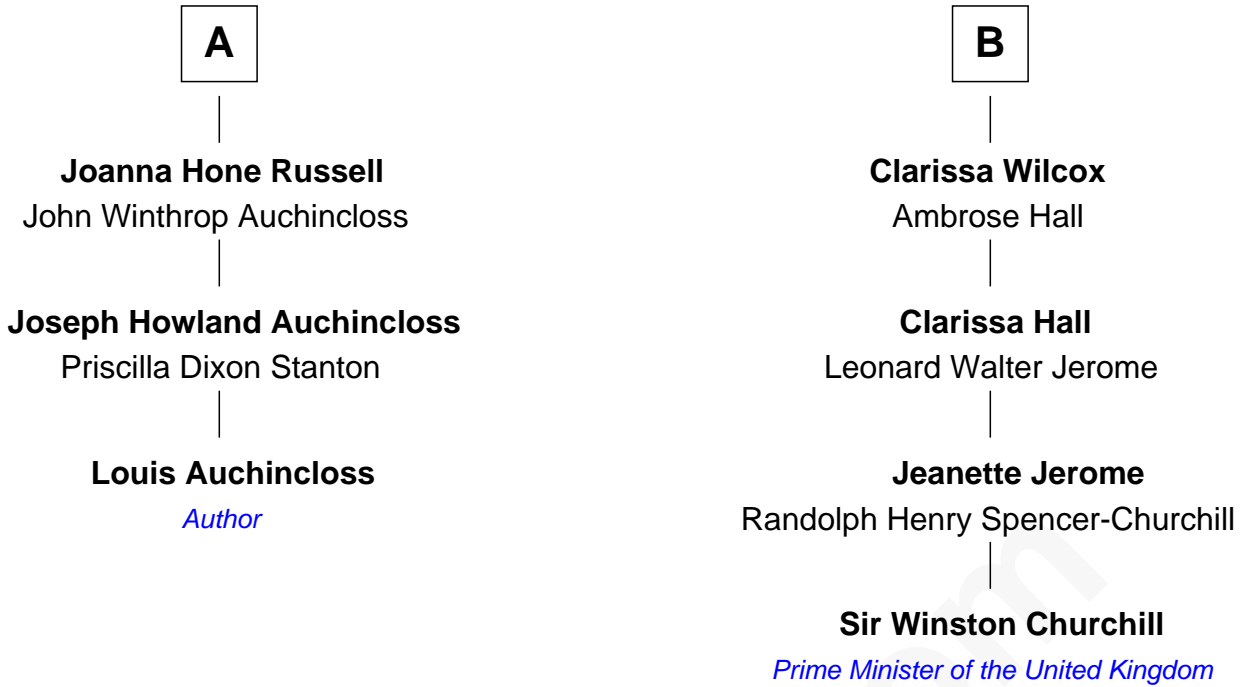 A
Joanna Hone Russell
John Winthrop Auchincloss
Joseph Howland Auchincloss
Priscilla Dixon Stanton
Louis Auchincloss
Author
B
Clarissa Wilcox
Ambrose Hall
Clarissa Hall
Leonard Walter Jerome
Jeanette Jerome
Randolph Henry Spencer-Churchill
Sir Winston Churchill
Prime Minister of the United Kingdom